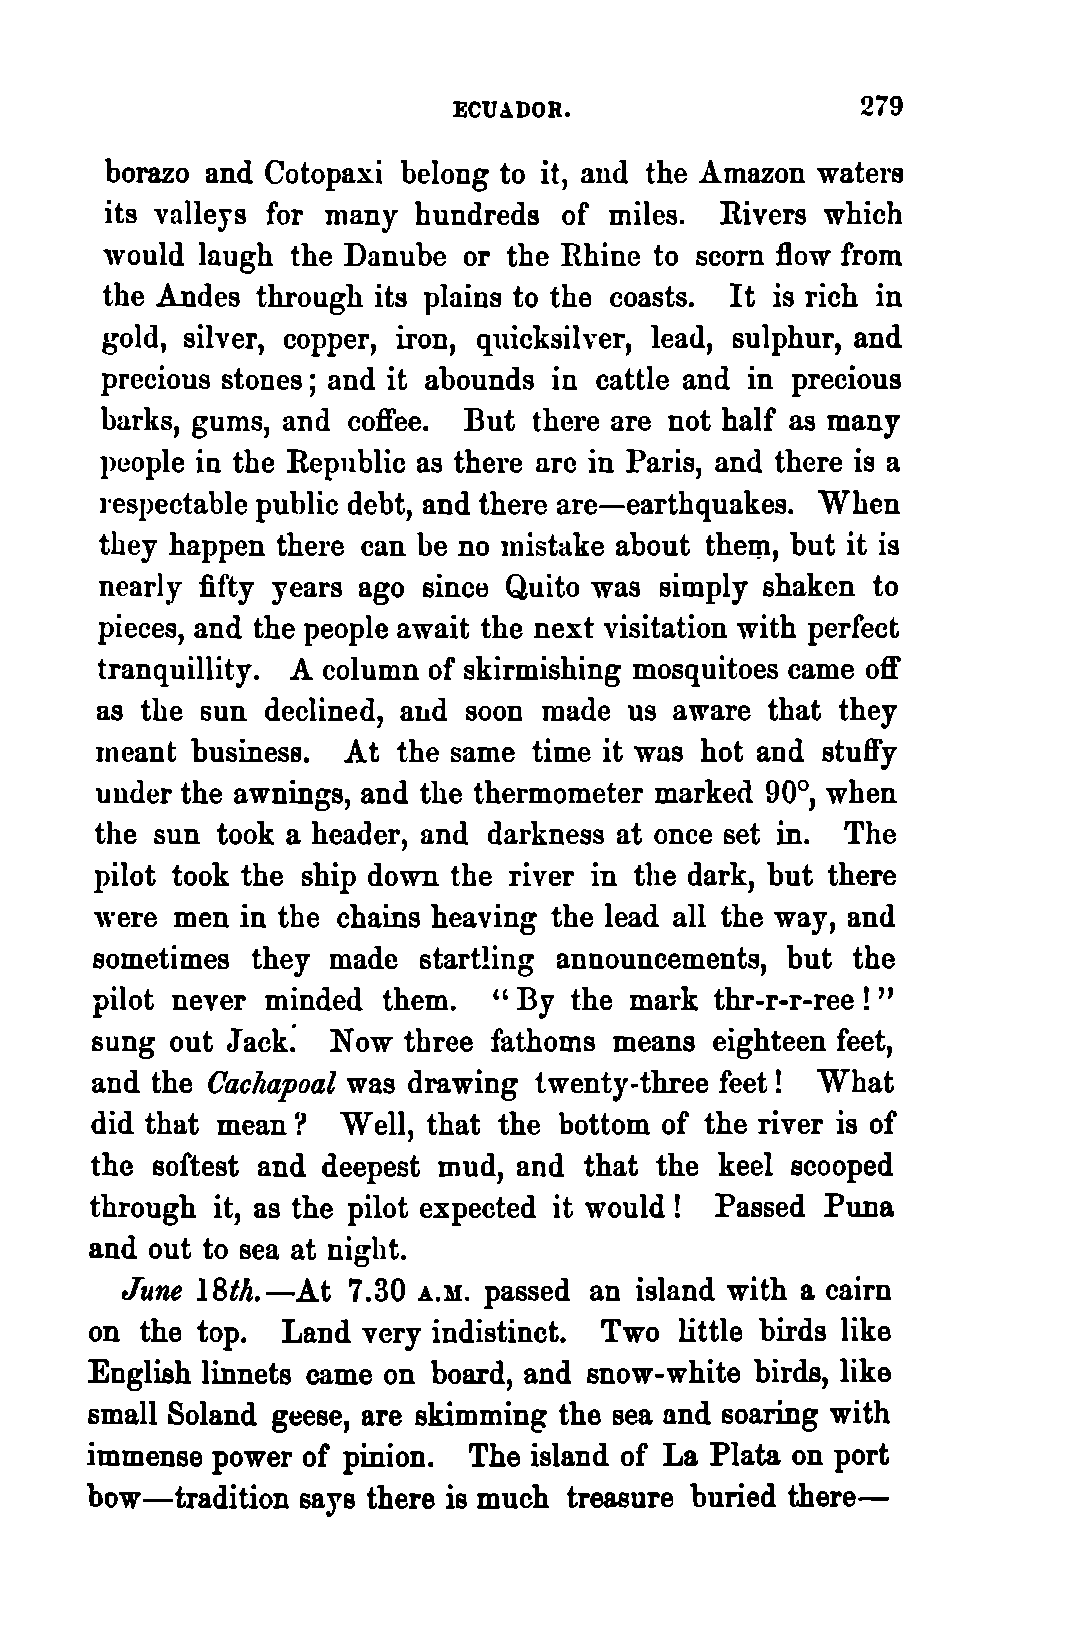 ECUADOR. 279
borazo and Cotopaxi belong to it, and the Amazon waters
its valleys for many hundreds of miles. Rivers which
would laugh the Danube or the Rhine to scorn flow from
the Andes through its plains to the coasts. It is rich in
gold, silver, copper, iron, quicksilver, lead, sulphur, and
precious stones; and it abounds in cattle and in precious
barks, gums, and coffee. But there are not half as many
people in the Republic as there are in Paris, and there is a
respectable public debt, and there are—earthquakes. When
they happen there can be no mistake about them, but it is
nearly fifty years ago since Quito was simply shaken to
pieces, and the people await the next visitation with perfect
tranquillity. A column of skirmishing mosquitoes came off
as the sun declined, and soon made us aware that they
meant business. At the same time it was hot and stuffy
under the awnings, and the thermometer marked 90°, when
the sun took a header, and darkness at once set in. The
pilot took the ship down the river in the dark, but there
were men in the chains heaving the lead all the way, and
sometimes they made startling announcements, but the
pilot never minded them. "By the mark thr-r-r-ree!"
sung out Jack. Now three fathoms means eighteen feet,
and the Cachapoal was drawing twenty-three feet! What
did that mean? Well, that the bottom of the river is of
the softest and deepest mud, and that the keel scooped
through it, as the pilot expected it would! Passed Puna
and out to sea at night.
June 18th.—At 7.30 A.M. passed an island with a cairn
on the top. Land very indistinct. Two little birds like
English linnets came on board, and snow-white birds, like
small Soland geese, are skimming the sea and soaring with
immense power of pinion. The island of La Plata on port
bow—tradition says there is much treasure buried there—